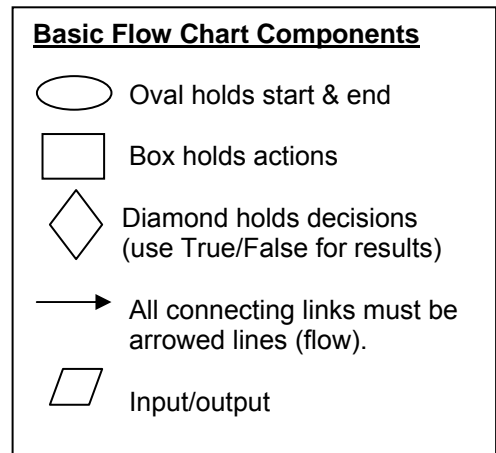 Basic Flow Chart Components
Oval holds start & end
Box holds actions
Diamond holds decisions
(use True/False for results)
All connecting links must be
arrowed lines (flow).
Input/output